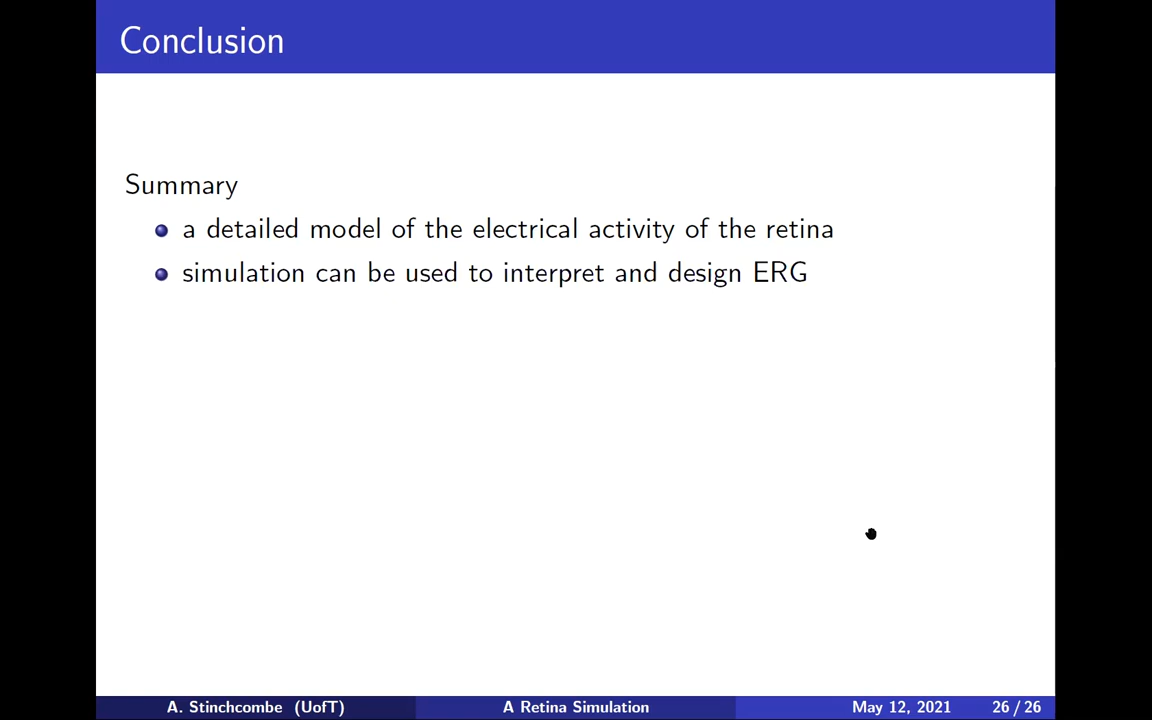 Conclusion
Summary
a detailed model of the electrical activity of the retina
simulation can be used to interpret and design ERG
A. Stinchcombe (UofT)
A Retina Simulation
May 12, 2021
26 / 26